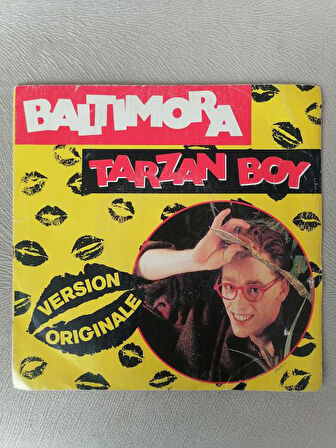 BALTIMORA
TARZAN BOY
VERSION
ORIGINALE